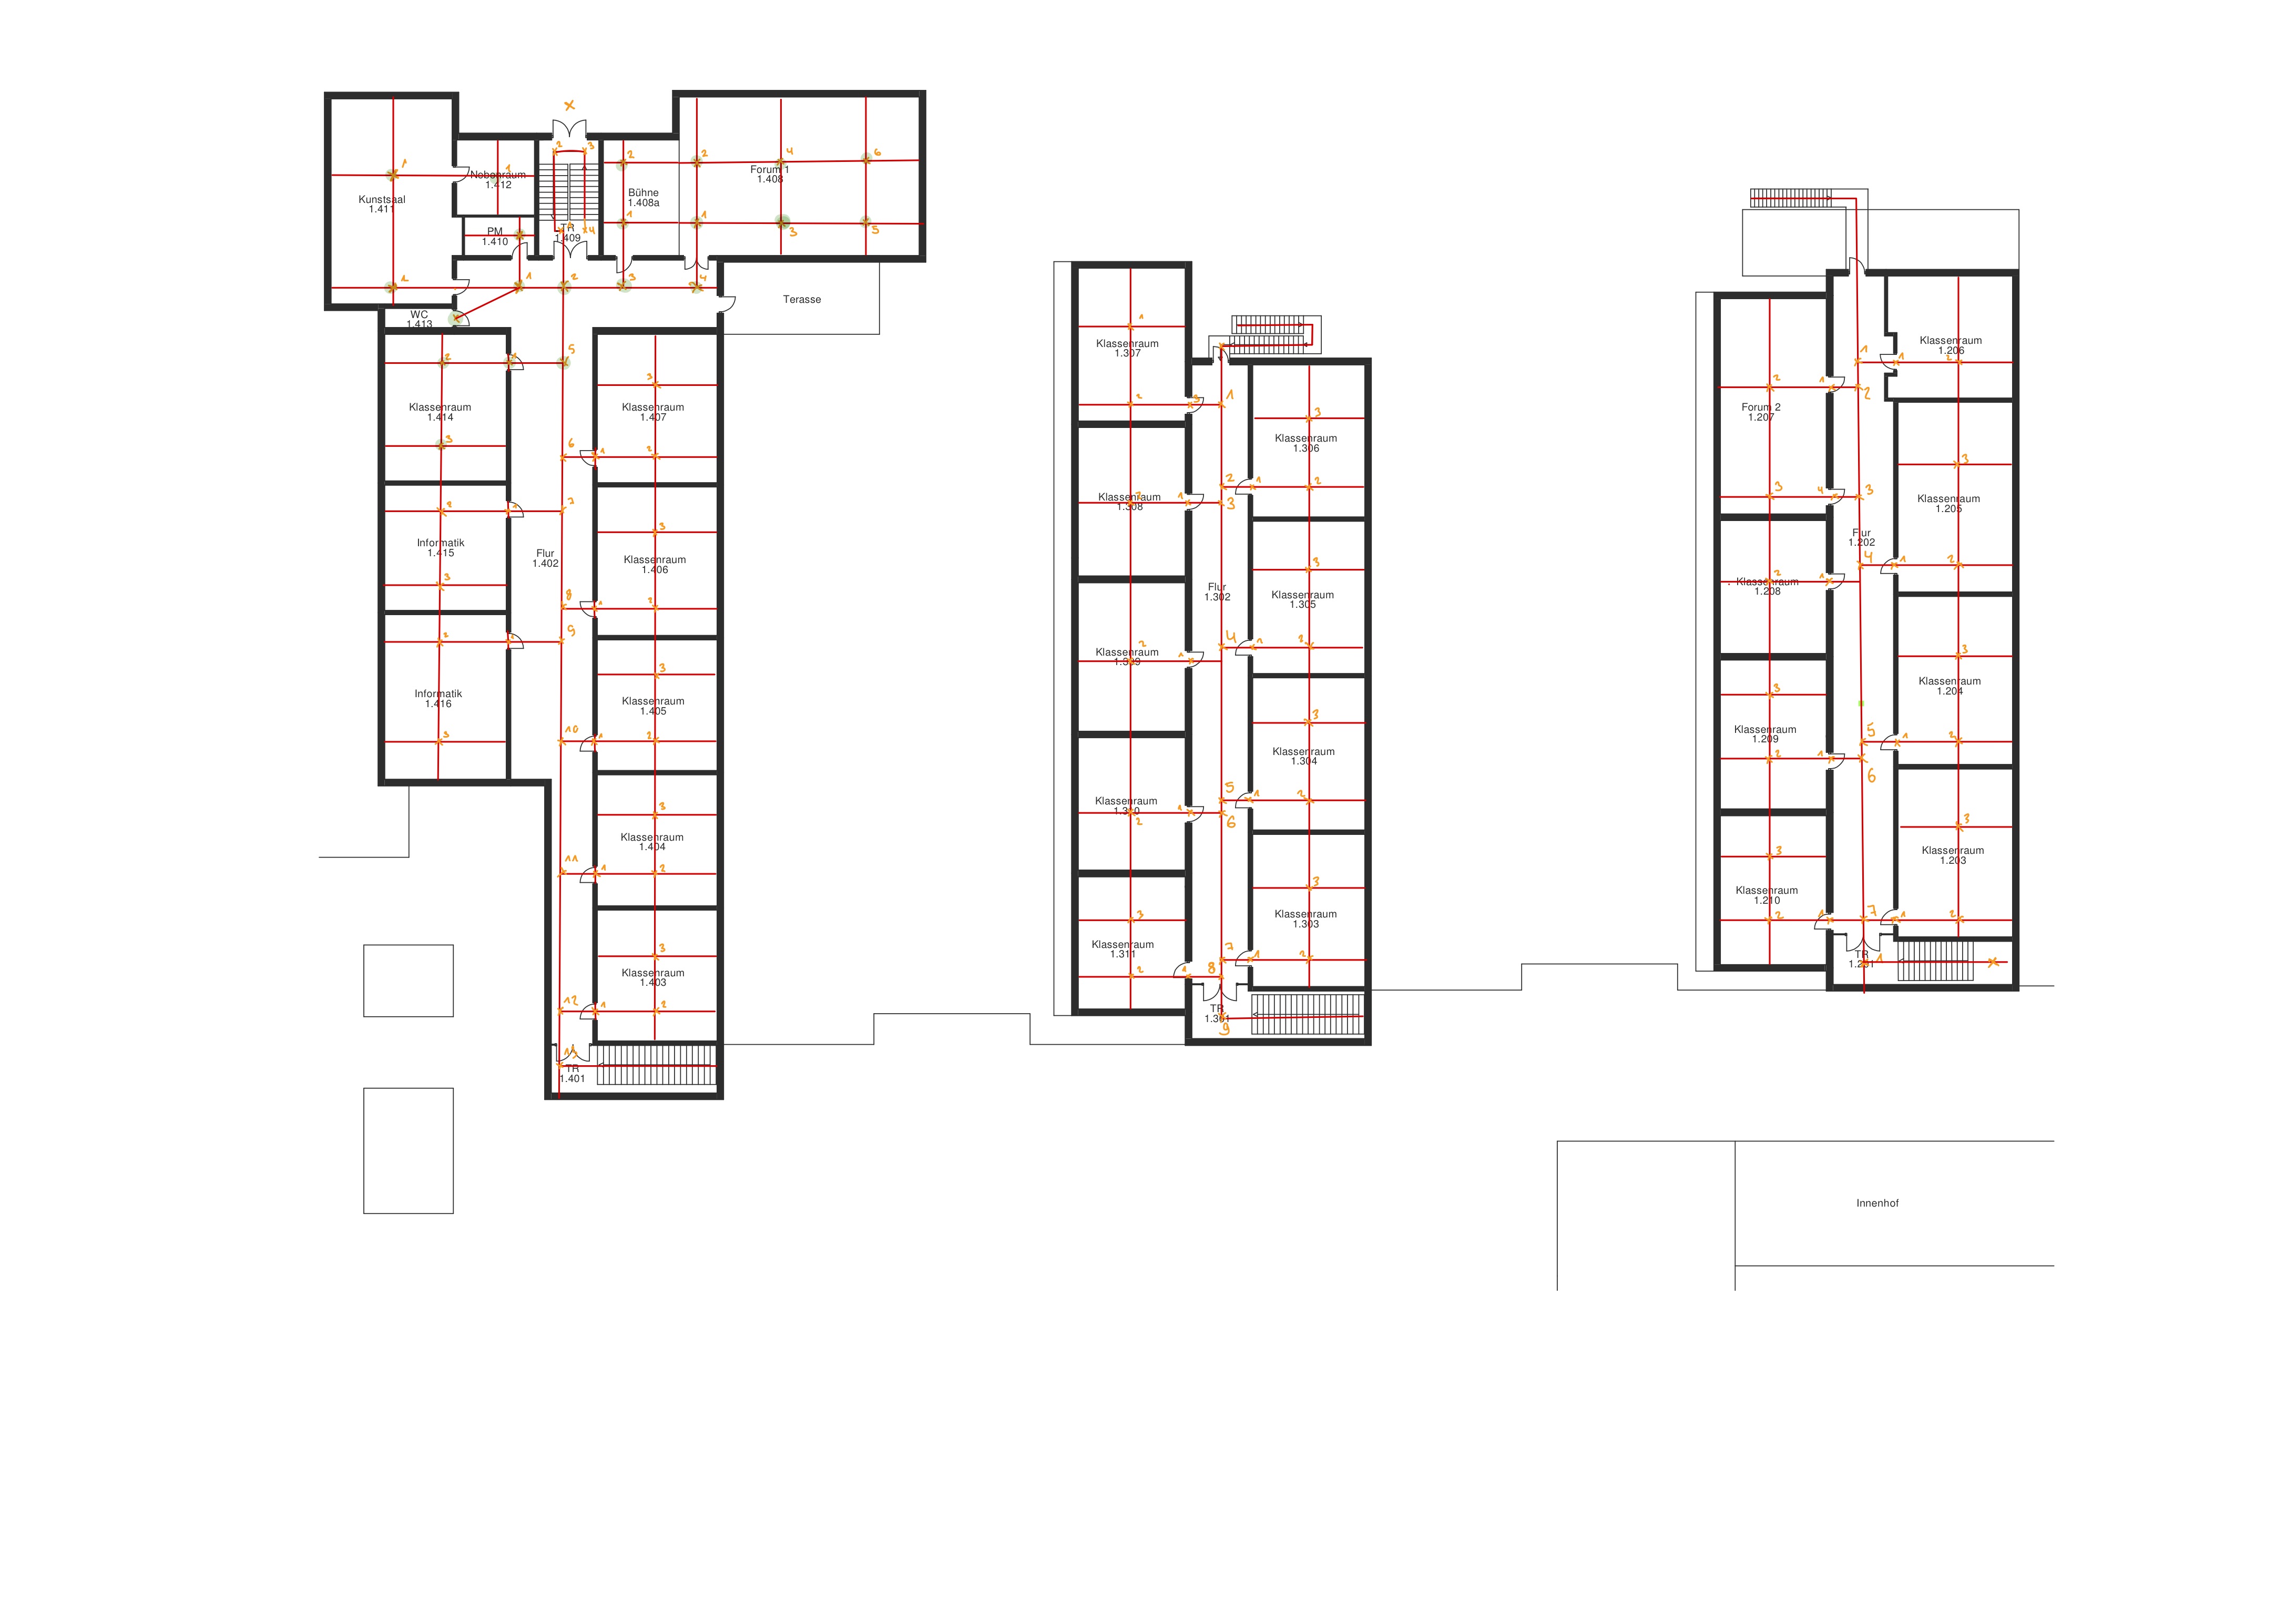 Kunstsaal
1.411
Nebenraum
1.412
PM
1.410
TR
1.409
Bühne
1.408a
Forum 1
1.408
Terasse
WC
1.413
Klassenraum
1.414
Klassenraum
1.407
Informatik
1.415
Flur
1.402
Klassenraum
1.406
Informatik
1.416
Klassenraum
1.405
Klassenraum
1.404
Klassenraum
1.403
TR
1.401
Klassenraum
1.307
Klassenraum
1.306
Klassenraum
1.308
Flur
1.302
Klassenraum
1.305
Klassenraum
1.309
Klassenraum
1.304
Klassenraum
1.310
Klassenraum
1.311
Klassenraum
1.303
TR
1.301
Klassenraum
1.206
Forum 2
1.207
Klassenraum
1.205
Flur
1.202
Klassenraum
1.208
Klassenraum
1.204
Klassenraum
1.209
Klassenraum
1.203
Klassenraum
1.210
TR
1.201
Innenhof